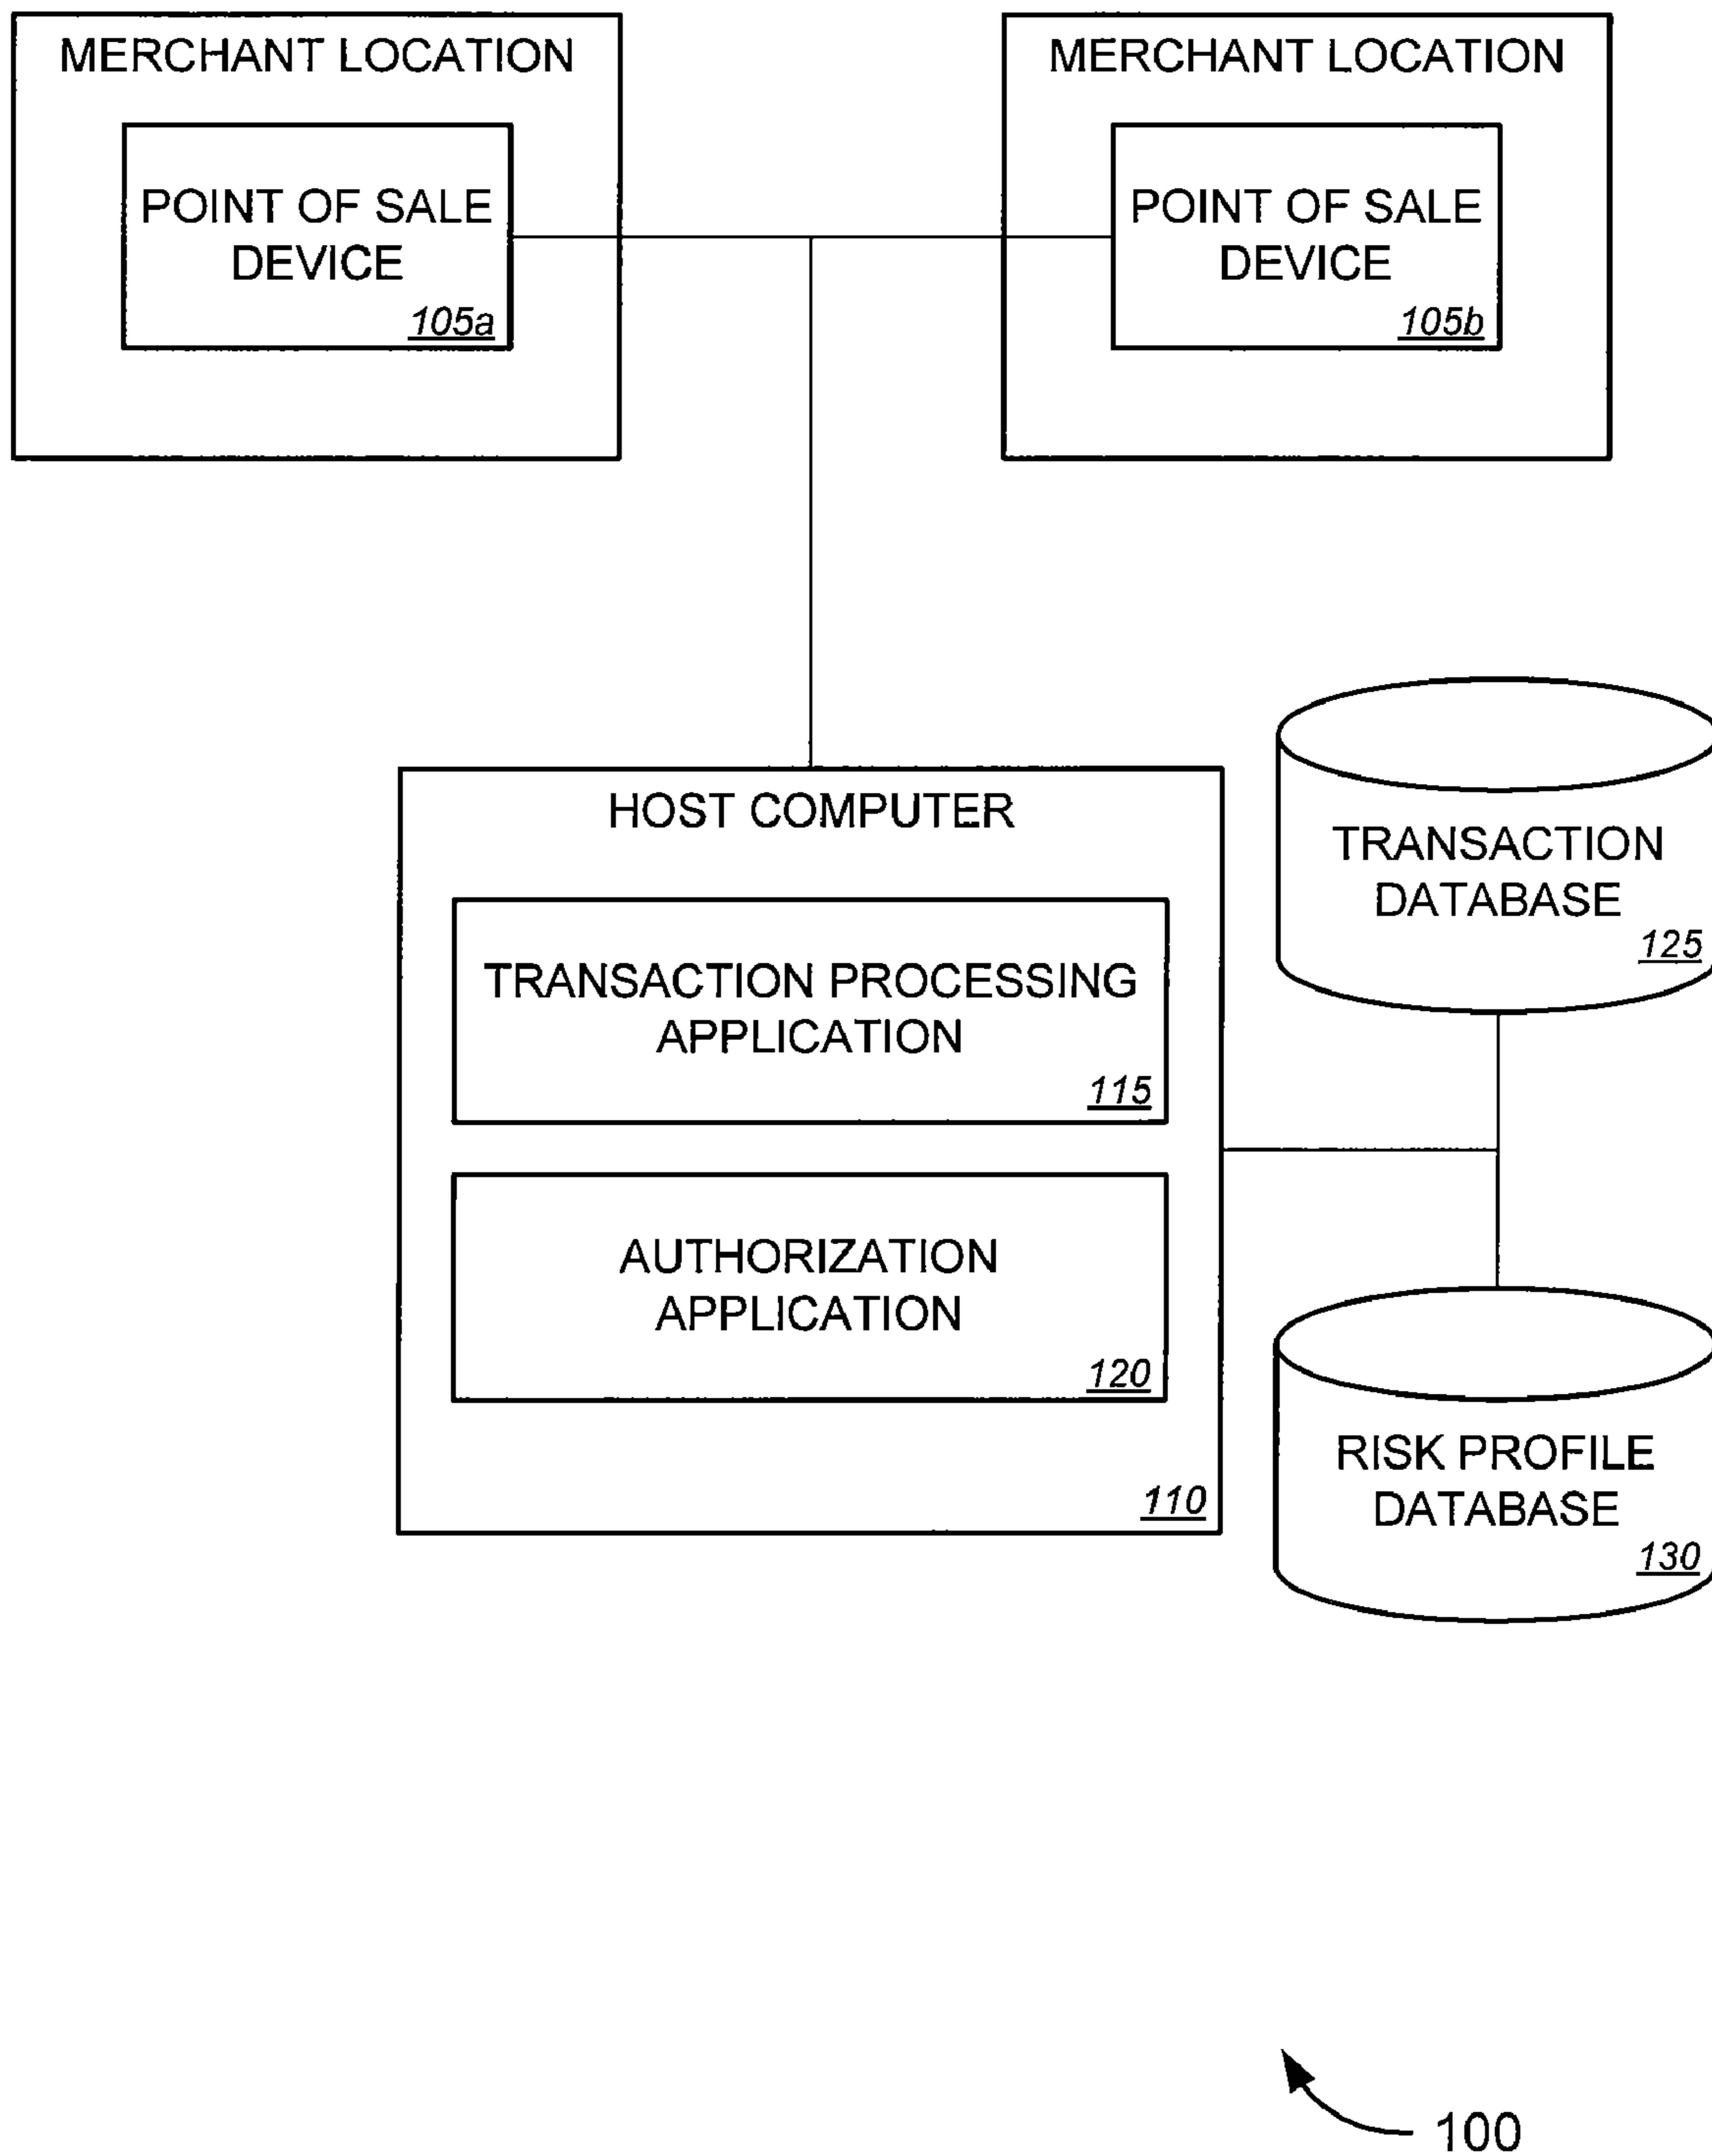 MERCHANT LOCATION
POINT OF SALE
DEVICE
105a
MERCHANT LOCATION
POINT OF SALE
DEVICE
105b
HOST COMPUTER
TRANSACTION PROCESSING
APPLICATION
115
AUTHORIZATION
APPLICATION
120
110
TRANSACTION
DATABASE
125
RISK PROFILE
DATABASE
130
100